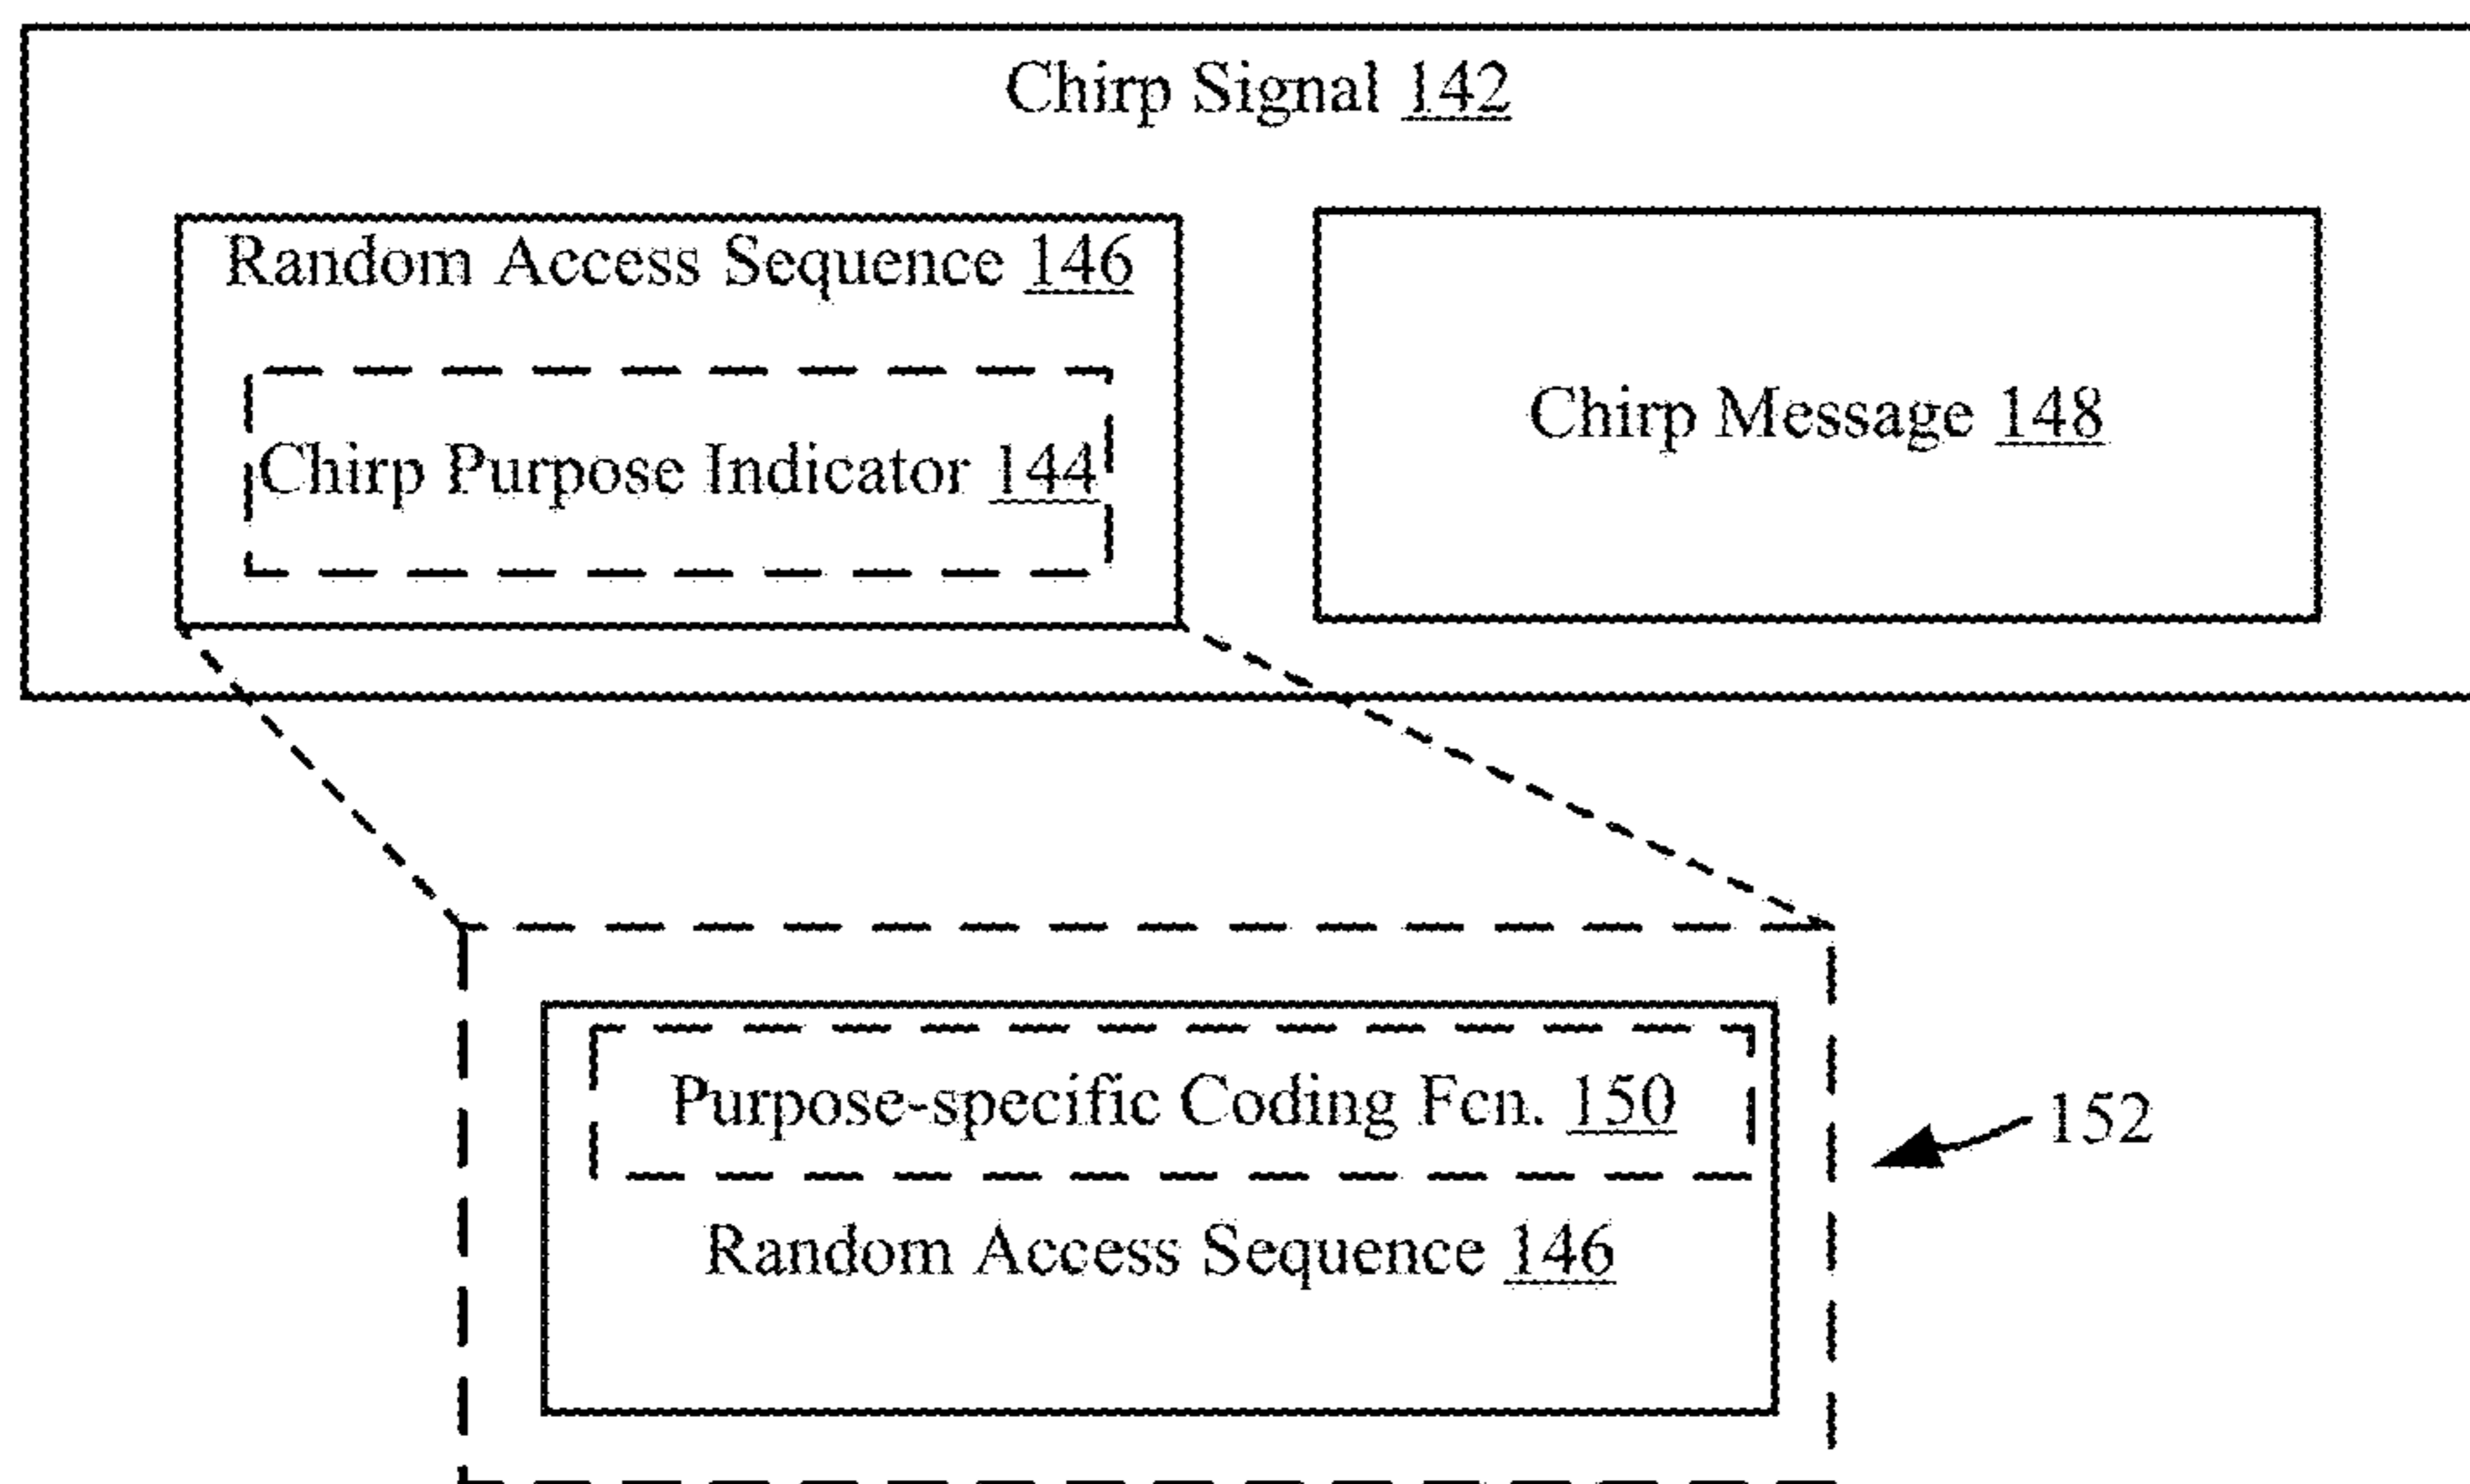 Chirp Signal 142
Random Access Sequence 146
Chirp Purpose Indicator 144
Chirp Message 148
Purpose-specific Coding Fcn. 150
Random Access Sequence 146
152